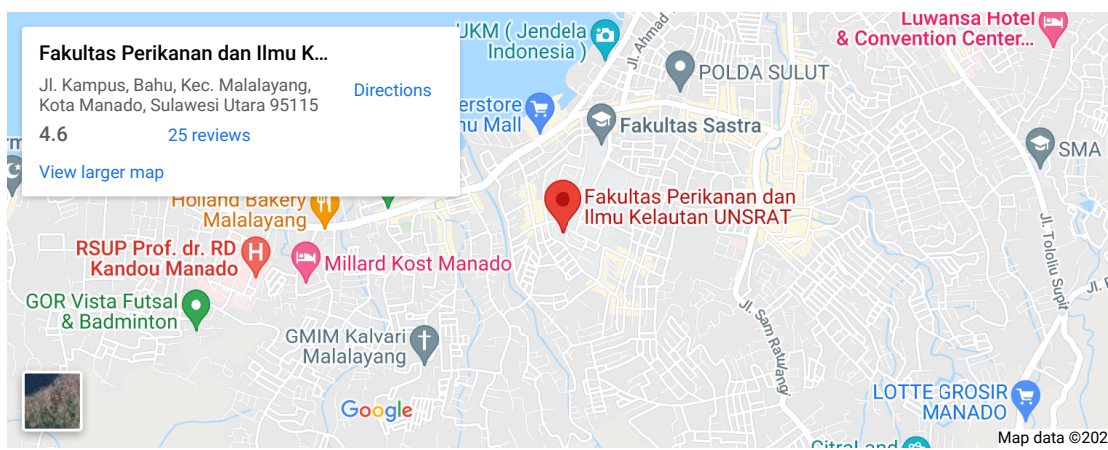 Fakultas Perikanan dan Ilmu K...
Jl. Kampus, Bahu, Kec. Malalayang,
Kota Manado, Sulawesi Utara 95115
Directions
4.6
25 reviews
View larger map
UKM ( Jendela
Indonesia )
Jl. Ahmad
Luwansa Hotel
& Convention Center...
POLDA SULUT
erstore
nu Mall
Fakultas Sastra
SMA
Holland Bakery
Malalayang
Fakultas Perikanan dan
Ilmu Kelautan UNSRAT
RSUP Prof. dr. RD
Kandou Manado
Millard Kost Manado
Jl. Tololiu Supit
GOR Vista Futsal
& Badminton
GMIM Kalvari
Malalayang
Jl. Sam Ratulangi
LOTTE GROSIR
MANADO
Google
CitraLand
Map data ©202